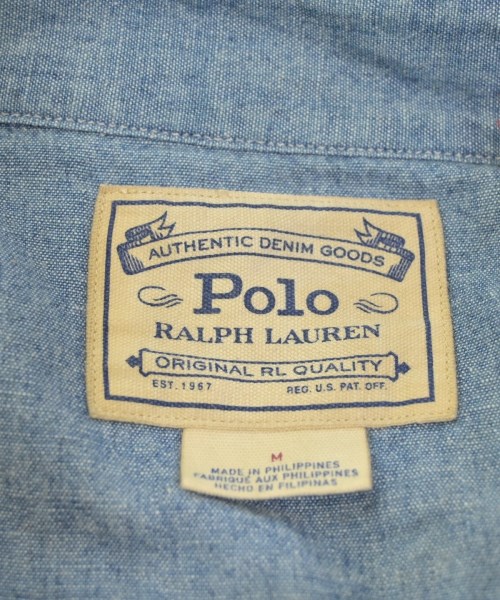 AUTHENTIC DENIM GOODS
Polo
RALPH LAUREN
ORIGINAL RL QUALITY
EST. 1967 REG. U.S. PAT. OFF.
M
MADE IN PHILIPPINES
FABRIQUÉ AUX PHILIPPINES
HECHO EN FILIPINAS